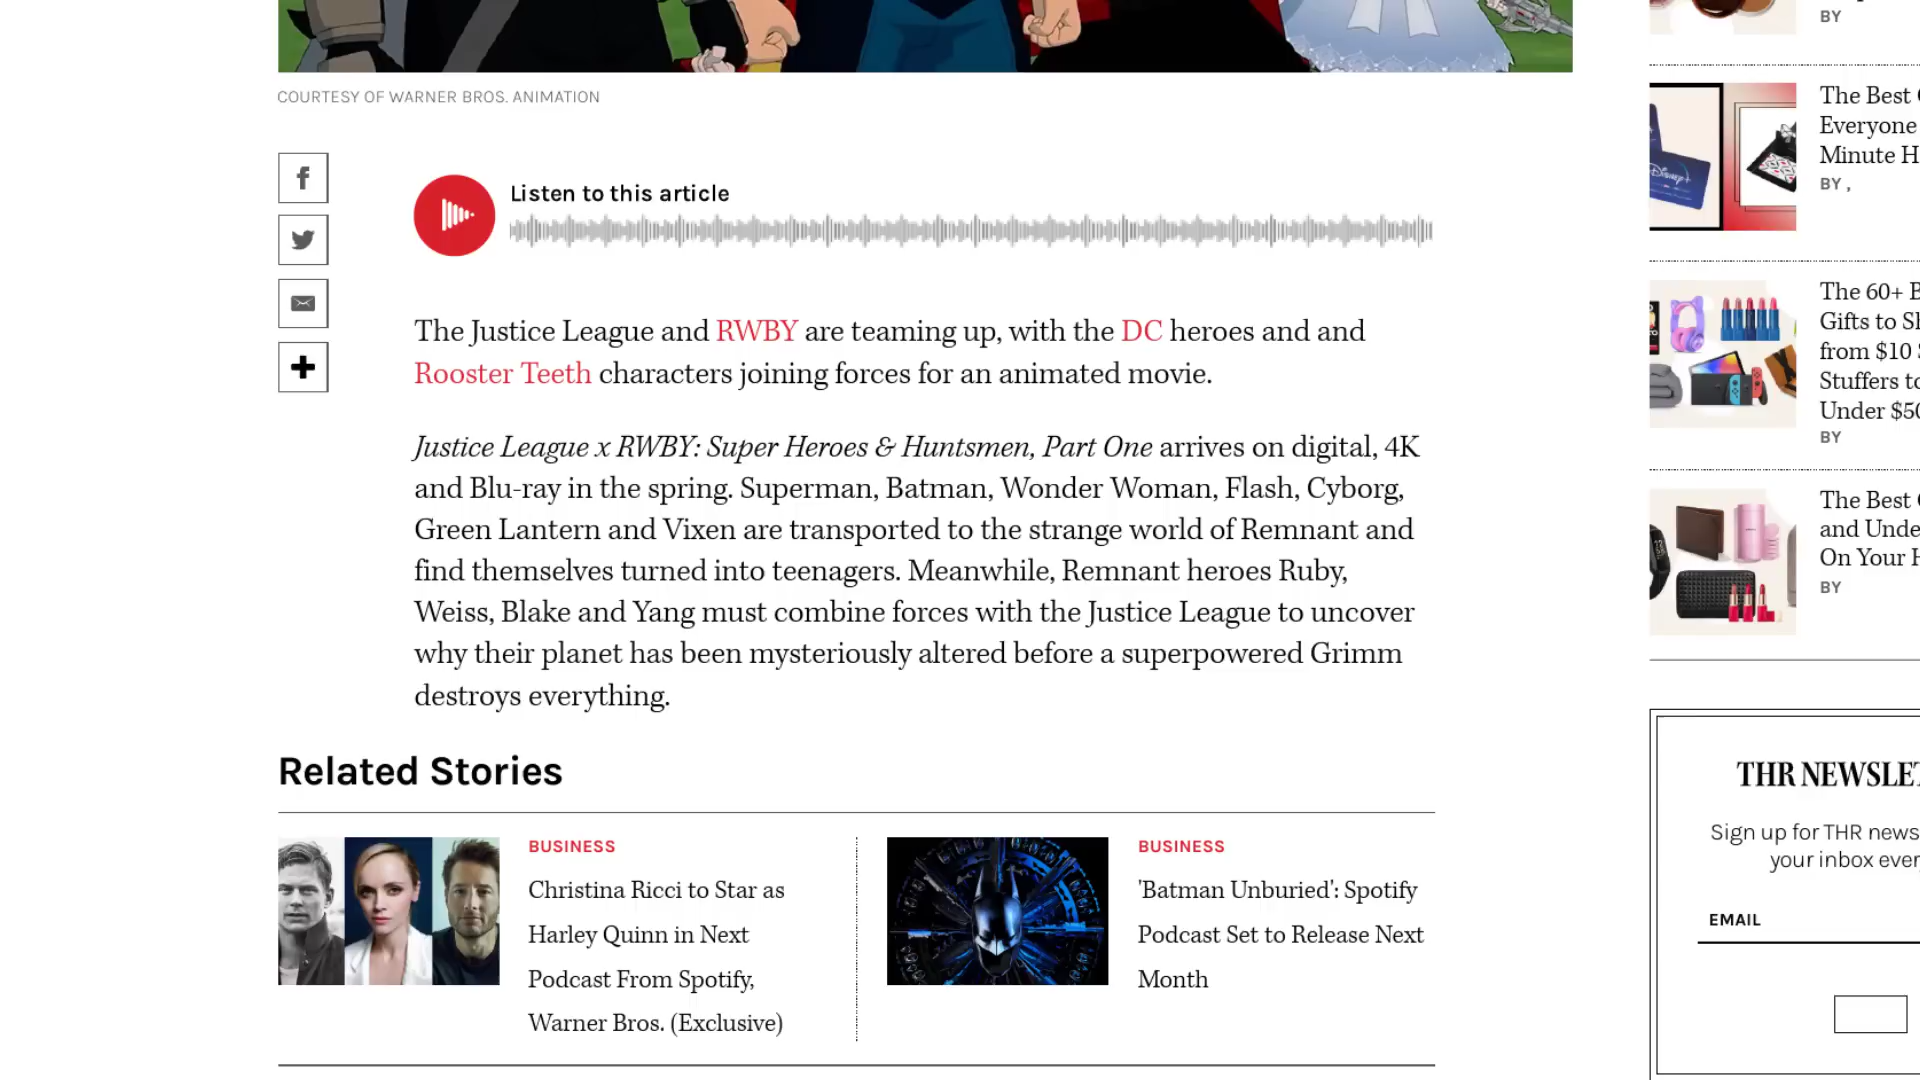 COURTESY OF WARNER BROS. ANIMATION
Listen to this article
The Justice League and RWBY are teaming up, with the DC heroes and and
Rooster Teeth characters joining forces for an animated movie.
Justice League x RWBY: Super Heroes & Huntsmen, Part One arrives on digital, 4K
and Blu-ray in the spring. Superman, Batman, Wonder Woman, Flash, Cyborg,
Green Lantern and Vixen are transported to the strange world of Remnant and
find themselves turned into teenagers. Meanwhile, Remnant heroes Ruby,
Weiss, Blake and Yang must combine forces with the Justice League to uncover
why their planet has been mysteriously altered before a superpowered Grimm
destroys everything.
Related Stories
BUSINESS
Christina Ricci to Star as
Harley Quinn in Next
Podcast From Spotify,
Warner Bros. (Exclusive)
BUSINESS
'Batman Unburied': Spotify
Podcast Set to Release Next
Month
BY
The Best
Everyone
Minute H
BY ,
Disney+
The 60+ B
Gifts to Sh
from $10 S
Stuffers to
Under $50
BY
The Best
and Unde
On Your H
BY
THR NEWSLET
Sign up for THR news
your inbox ever
EMAIL